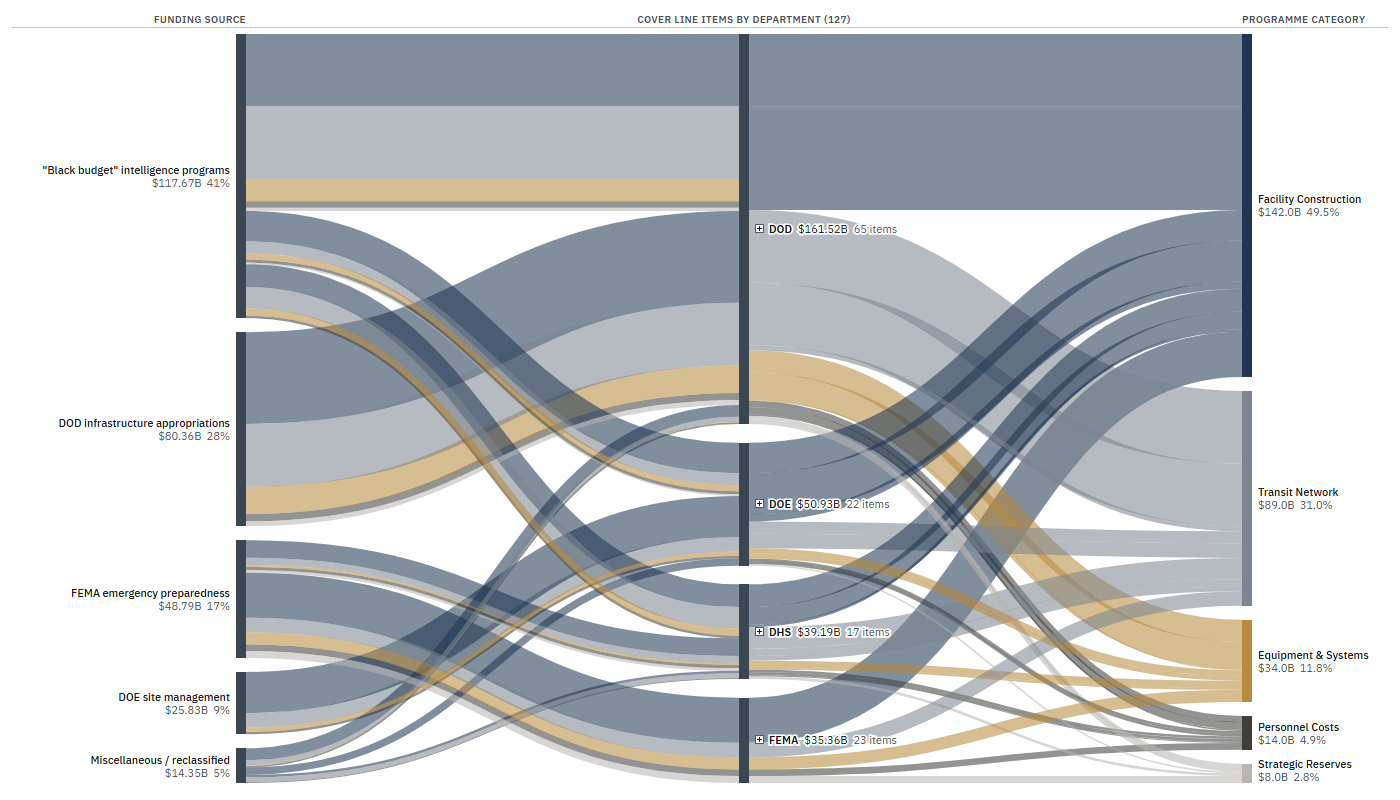 FUNDING SOURCE
COVER LINE ITEMS BY DEPARTMENT (127)
PROGRAMME CATEGORY
"Black budget" intelligence programs
$117.67B 41%
DOD infrastructure appropriations
$80.36B 28%
FEMA emergency preparedness
$48.79B 17%
DOE site management
$25.83B 9%
Miscellaneous / reclassified
$14.35B 5%
DOD $161.52B 65 items
DOE $50.93B 22 items
DHS $39.19B 17 items
FEMA $35.36B 23 items
Facility Construction
$142.0B 49.5%
Transit Network
$89.0B 31.0%
Equipment & Systems
$34.0B 11.8%
Personnel Costs
$14.0B 4.9%
Strategic Reserves
$8.0B 2.8%